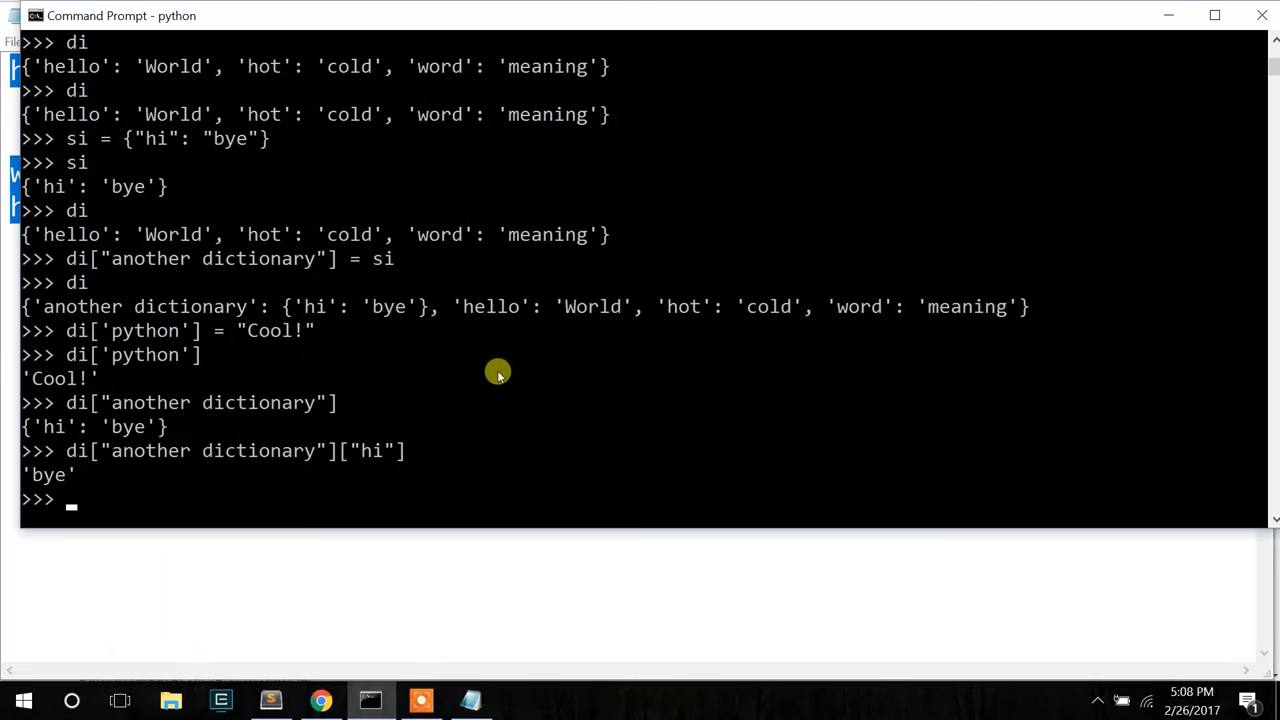 Command Prompt - python
File
>>> di
{'hello': 'World', 'hot': 'cold', 'word': 'meaning'}
>>> di
{'hello': 'World', 'hot': 'cold', 'word': 'meaning'}
>>> si = {"hi": "bye"}
>>> si
{'hi': 'bye'}
>>> di
{'hello': 'World', 'hot': 'cold', 'word': 'meaning'}
>>> di["another dictionary"] = si
>>> di
{'another dictionary': {'hi': 'bye'}, 'hello': 'World', 'hot': 'cold', 'word': 'meaning'}
>>> di['python'] = "Cool!"
>>> di['python']
'Cool!'
>>> di["another dictionary"]
{'hi': 'bye'}
>>> di["another dictionary"]["hi"]
'bye'
>>>
5:08 PM
2/26/2017
1